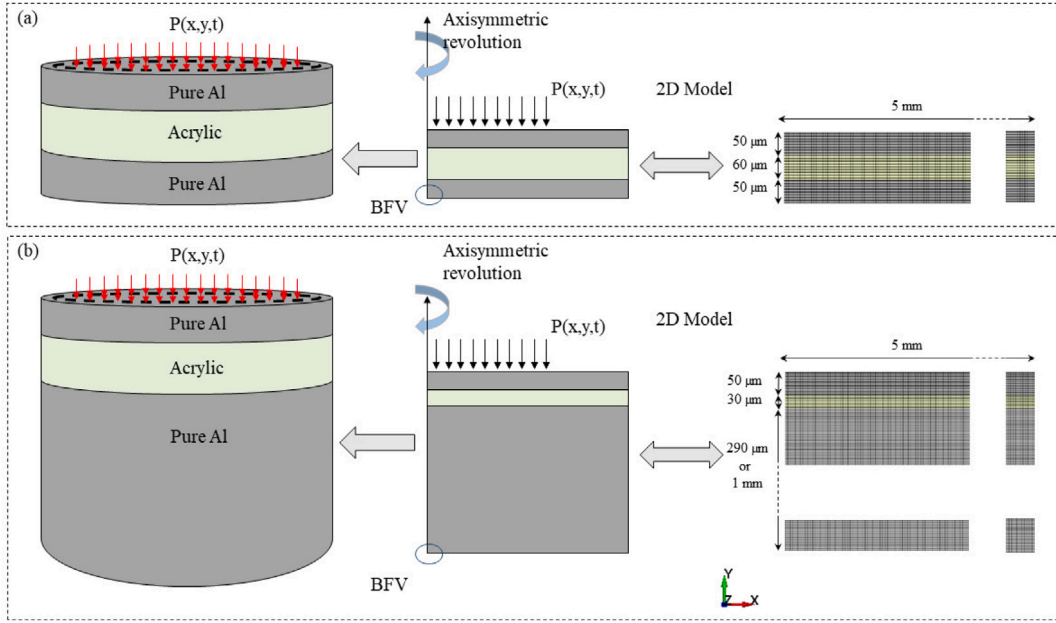 (a)
P(x,y,t)
Pure Al
Acrylic
Pure Al
Axisymmetric
revolution
P(x,y,t)
BFV
2D Model
5 mm
50 μm
60 μm
50 μm
(b)
P(x,y,t)
Pure Al
Acrylic
Pure Al
Axisymmetric
revolution
P(x,y,t)
BFV
2D Model
5 mm
50 μm
30 μm
290 μm
or
1 mm
Y
Z
X